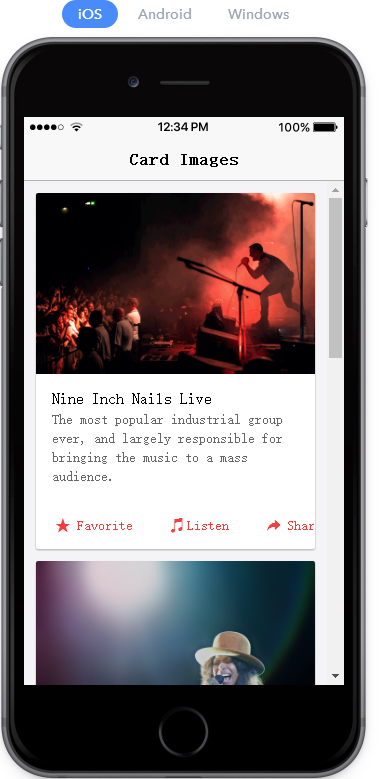 iOS Android Windows
12:34 PM 100%
Card Images
Nine Inch Nails Live
The most popular industrial group
ever, and largely responsible for
bringing the music to a mass
audience.
Favorite Listen Shar